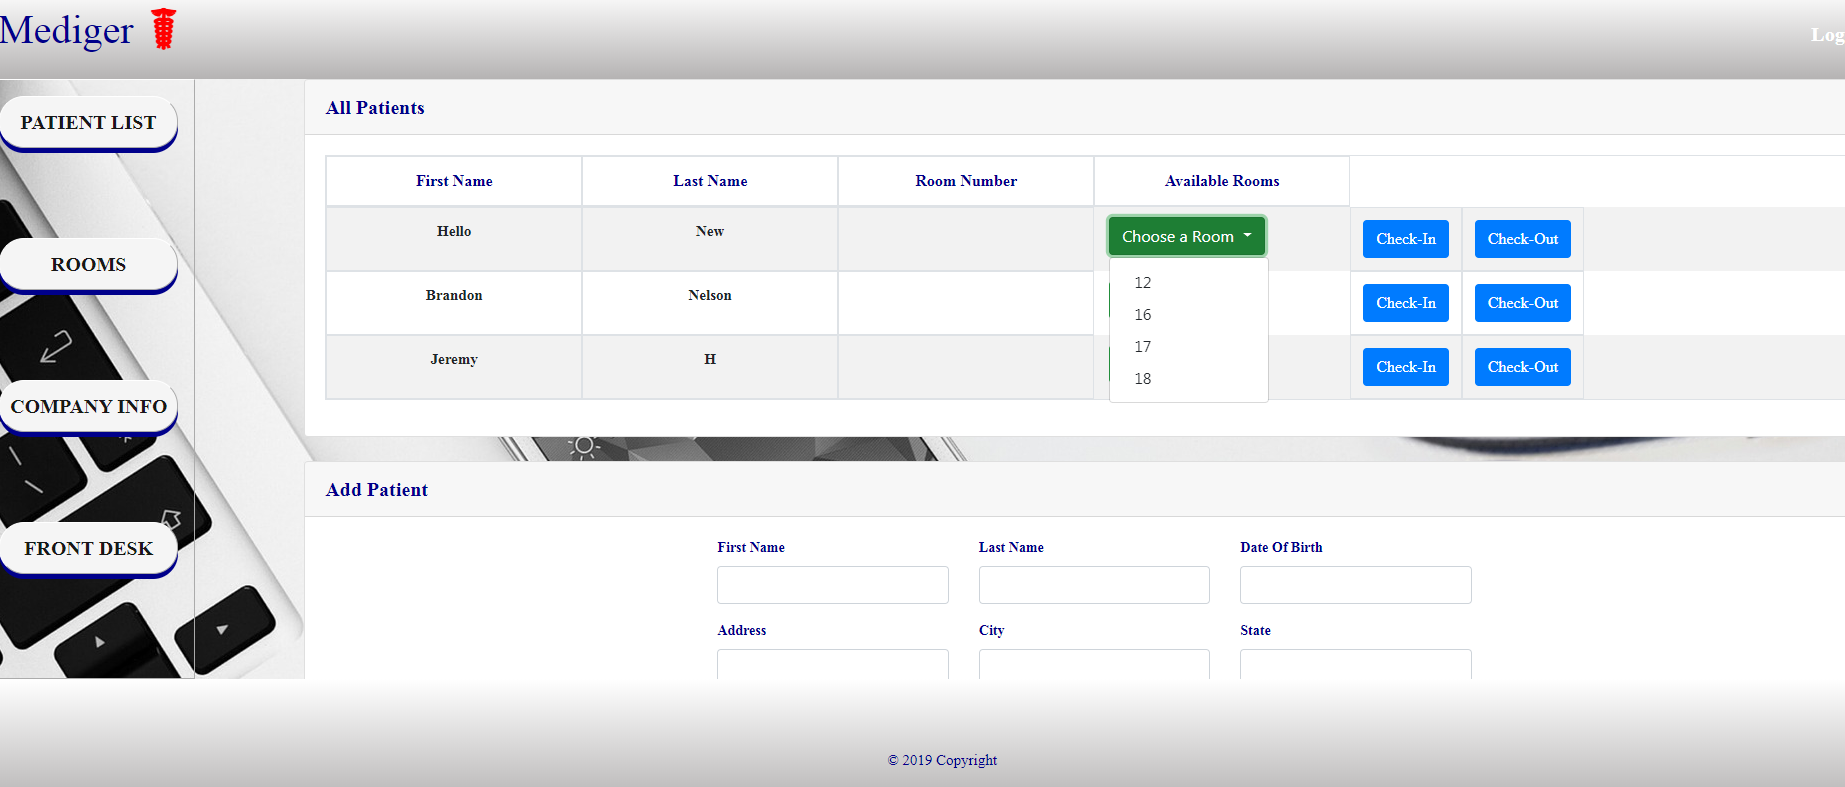 Mediger
Log
PATIENT LIST
ROOMS
COMPANY INFO
FRONT DESK
All Patients
First Name Last Name Room Number Available Rooms
Hello New Choose a Room Check-In Check-Out
12
16
17
18
Brandon Nelson Check-In Check-Out
Jeremy H Check-In Check-Out
Add Patient
First Name Last Name Date Of Birth
Address City State
© 2019 Copyright